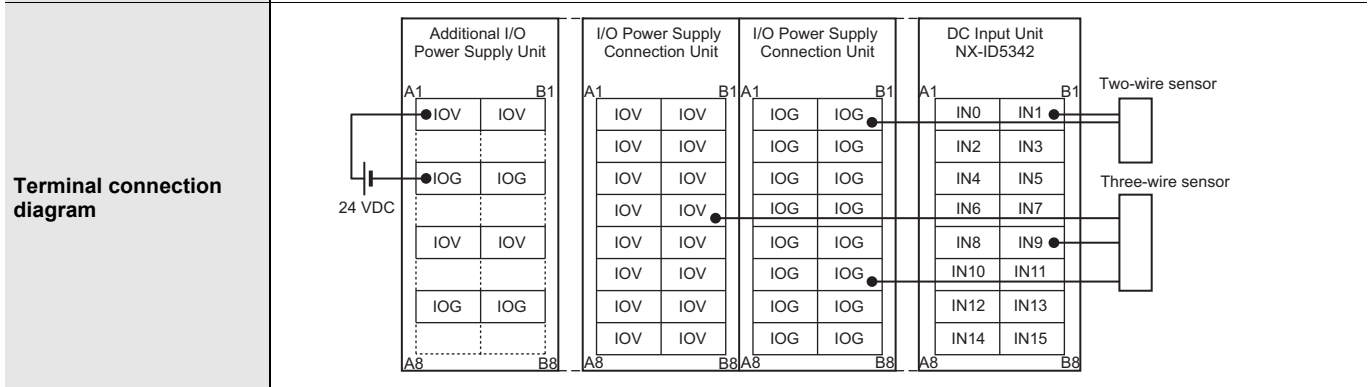 Terminal connection
diagram
Additional I/O
Power Supply Unit
A1 B1
IOV IOV
IOG IOG
IOV IOV
IOG IOG
A8 B8
24 VDC
I/O Power Supply
Connection Unit
A1 B1
IOV IOV
IOV IOV
IOV IOV
IOV IOV
IOV IOV
IOV IOV
IOV IOV
IOV IOV
B8
I/O Power Supply
Connection Unit
A1 B1
IOG IOG
IOG IOG
IOG IOG
IOG IOG
IOG IOG
IOG IOG
IOG IOG
IOG IOG
A8 B8
A8
DC Input Unit
NX-ID5342
A1 B1
IN0 IN1
IN2 IN3
IN4 IN5
IN6 IN7
IN8 IN9
IN10 IN11
IN12 IN13
IN14 IN15
A8 B8
Two-wire sensor
Three-wire sensor